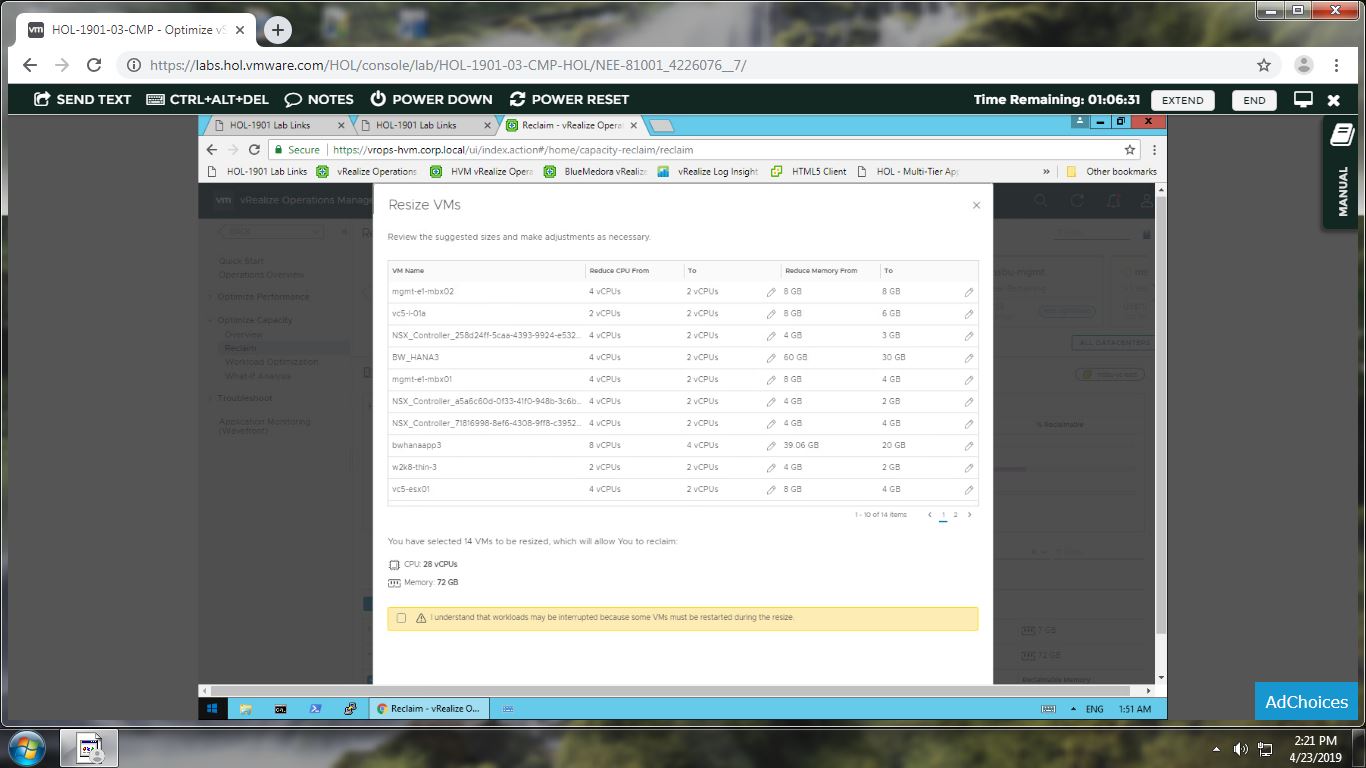 HOL-1901-03-CMP - Optimize vS
https://labs.hol.vmware.com/HOL/console/lab/HOL-1901-03-CMP-HOL/NEE-81001_4226076__7/
SEND TEXT CTRL+ALT+DEL NOTES POWER DOWN POWER RESET Time Remaining: 01:06:31 EXTEND END
HOL-1901 Lab Links HOL-1901 Lab Links Reclaim - vRealize Opera
MANUAL
Secure https://vrops-hvm.corp.local/ui/index.action#/home/capacity-reclaim/reclaim
HOL-1901 Lab Links vRealize Operations HVM vRealize Opera BlueMedora vRealize vRealize Log Insight HTML5 Client HOL - Multi-Tier App » Other bookmarks
vm vRealize Operations Manage
Resize VMs
BACK
Review the suggested sizes and make adjustments as necessary.
Quick Start
Operations Overview
Optimize Performance
Optimize Capacity
Overview
Reclaim
Workload Optimization
What-If Analysis
Troubleshoot
Application Monitoring
(Wavefront)
VM Name Reduce CPU From To Reduce Memory From To
mgmt-e1-mbx02 4 vCPUs 2 vCPUs 8 GB 8 GB
vc5-l-01a 2 vCPUs 2 vCPUs 8 GB 6 GB
NSX_Controller_258d24ff-5caa-4393-9924-e532... 4 vCPUs 2 vCPUs 4 GB 3 GB
BW_HANA3 4 vCPUs 2 vCPUs 60 GB 30 GB
mgmt-e1-mbx01 4 vCPUs 2 vCPUs 8 GB 4 GB
NSX_Controller_a5a6c60d-0f33-41f0-948b-3c6b... 4 vCPUs 2 vCPUs 4 GB 2 GB
NSX_Controller_71816998-8ef6-4308-9ff8-c3952... 4 vCPUs 2 vCPUs 4 GB 4 GB
bwhanaapp3 8 vCPUs 4 vCPUs 39.06 GB 20 GB
w2k8-thin-3 2 vCPUs 2 vCPUs 4 GB 2 GB
vc5-esx01 4 vCPUs 2 vCPUs 8 GB 4 GB
1 - 10 of 14 items 1 2
You have selected 14 VMs to be resized, which will allow You to reclaim:
CPU: 28 vCPUs
Memory: 72 GB
I understand that workloads may be interrupted because some VMs must be restarted during the resize.
ALL DATACENTERS
% Reclaimable
7 GB
72 GB
Reclaimable Memory
AdChoices
Reclaim - vRealize O... ENG 1:51 AM
2:21 PM
4/23/2019